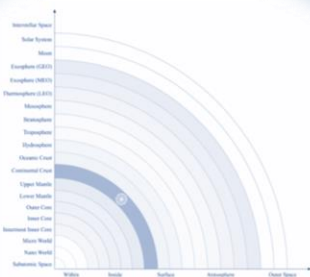 Interstellar Space
Solar System
Moon
Exosphere (GEO)
Exosphere (MEO)
Thermosphere (LEO)
Mesosphere
Stratosphere
Troposphere
Hydrosphere
Oceanic Crust
Continental Crust
Upper Mantle
Lower Mantle
Outer Core
Inner Core
Innermost Inner Core
Micro World
Nano World
Subatomic Space
Within
Inside
Surface
Atmosphere
Outer Space